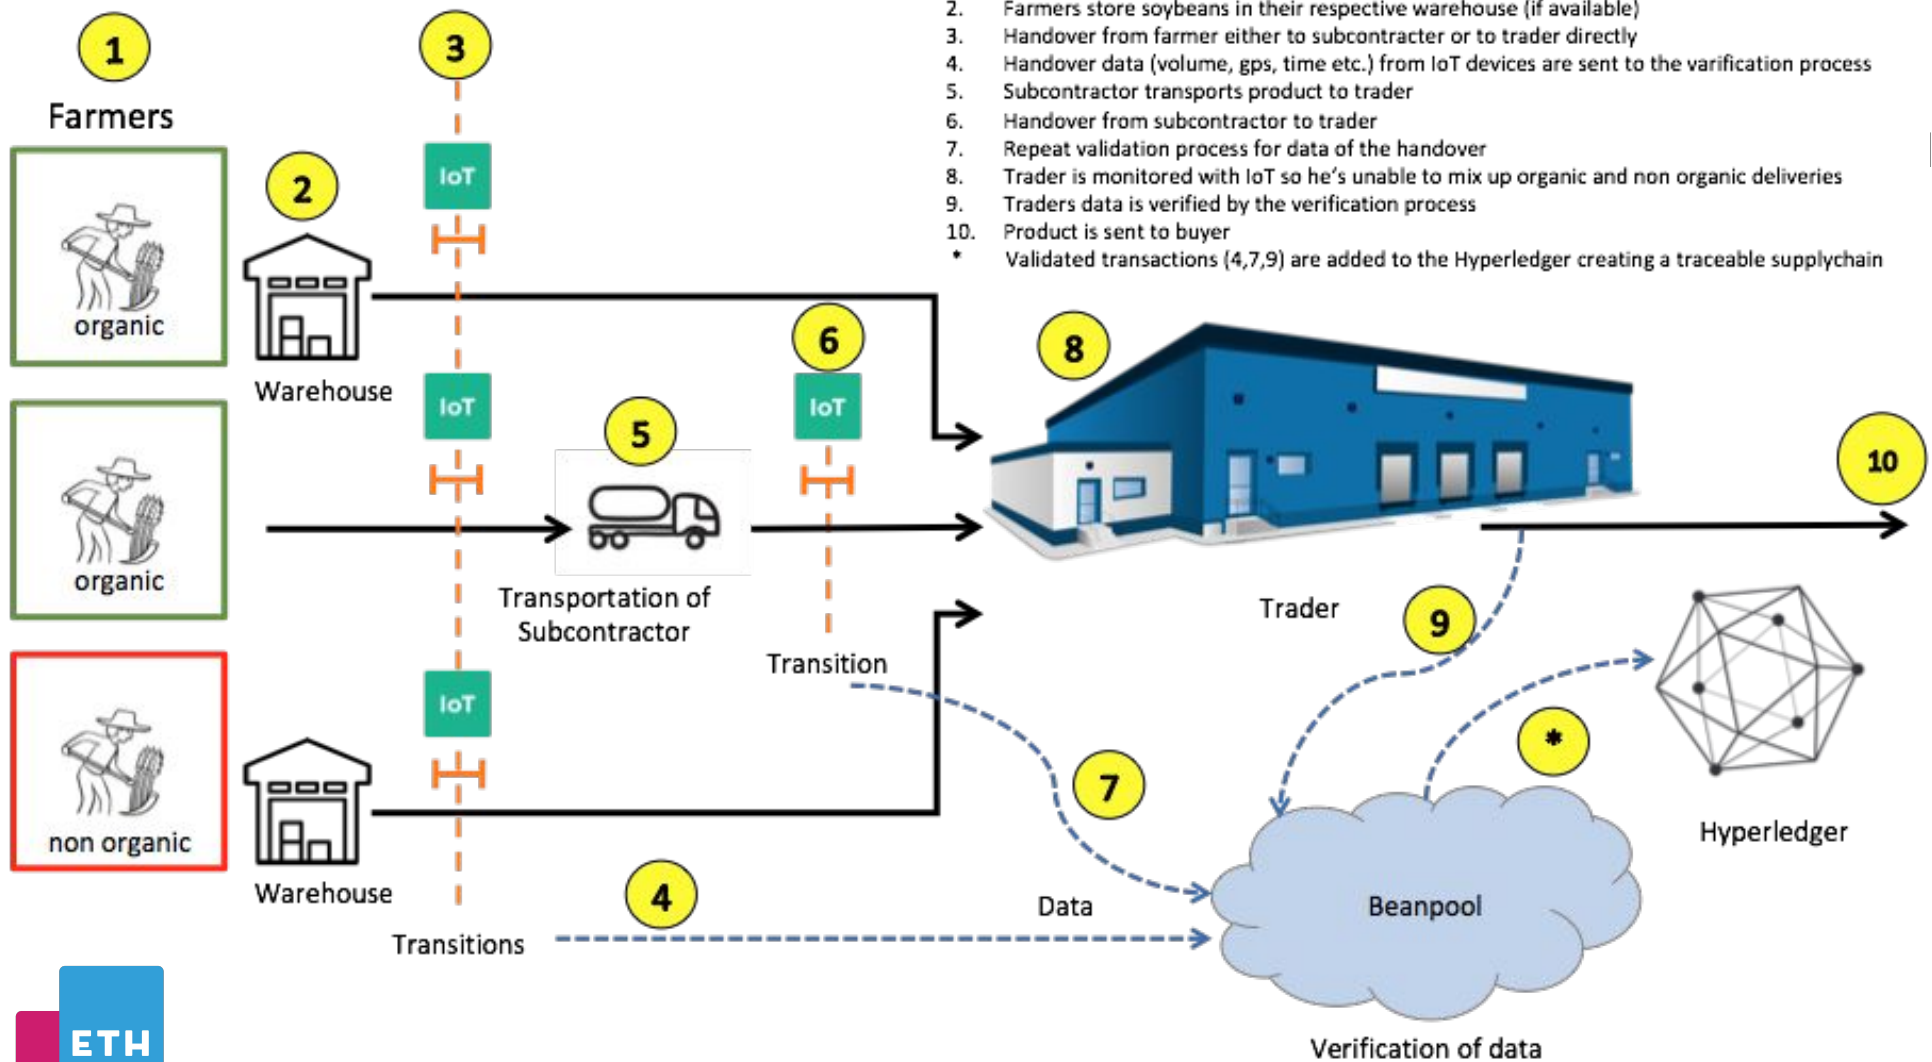 2. Farmers store soybeans in their respective warehouse (if available)
3. Handover from farmer either to subcontracter or to trader directly
4. Handover data (volume, gps, time etc.) from IoT devices are sent to the varification process
5. Subcontractor transports product to trader
6. Handover from subcontractor to trader
7. Repeat validation process for data of the handover
8. Trader is monitored with IoT so he's unable to mix up organic and non organic deliveries
9. Traders data is verified by the verification process
10. Product is sent to buyer
* Validated transactions (4,7,9) are added to the Hyperledger creating a traceable supplychain
1
3
Farmers
2
IoT
organic
Warehouse
6
8
IoT
IoT
5
10
organic
Transportation of
Subcontractor
Transition
Trader
9
IoT
*
7
non organic
Warehouse
Hyperledger
4
Data
Beanpool
Transitions
ETH
Verification of data